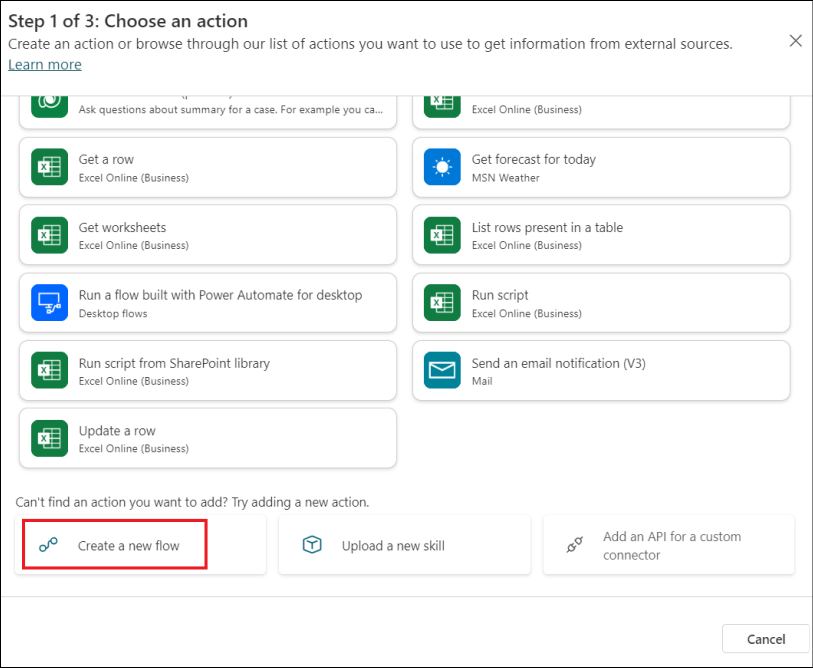 Step 1 of 3: Choose an action
Create an action or browse through our list of actions you want to use to get information from external sources.
Learn more
Ask questions about summary for a case. For example you ca...
Excel Online (Business)
Get a row
Excel Online (Business)
Get forecast for today
MSN Weather
Get worksheets
Excel Online (Business)
List rows present in a table
Excel Online (Business)
Run a flow built with Power Automate for desktop
Desktop flows
Run script
Excel Online (Business)
Run script from SharePoint library
Excel Online (Business)
Send an email notification (V3)
Mail
Update a row
Excel Online (Business)
Can't find an action you want to add? Try adding a new action.
Create a new flow
Upload a new skill
Add an API for a custom
connector
Cancel